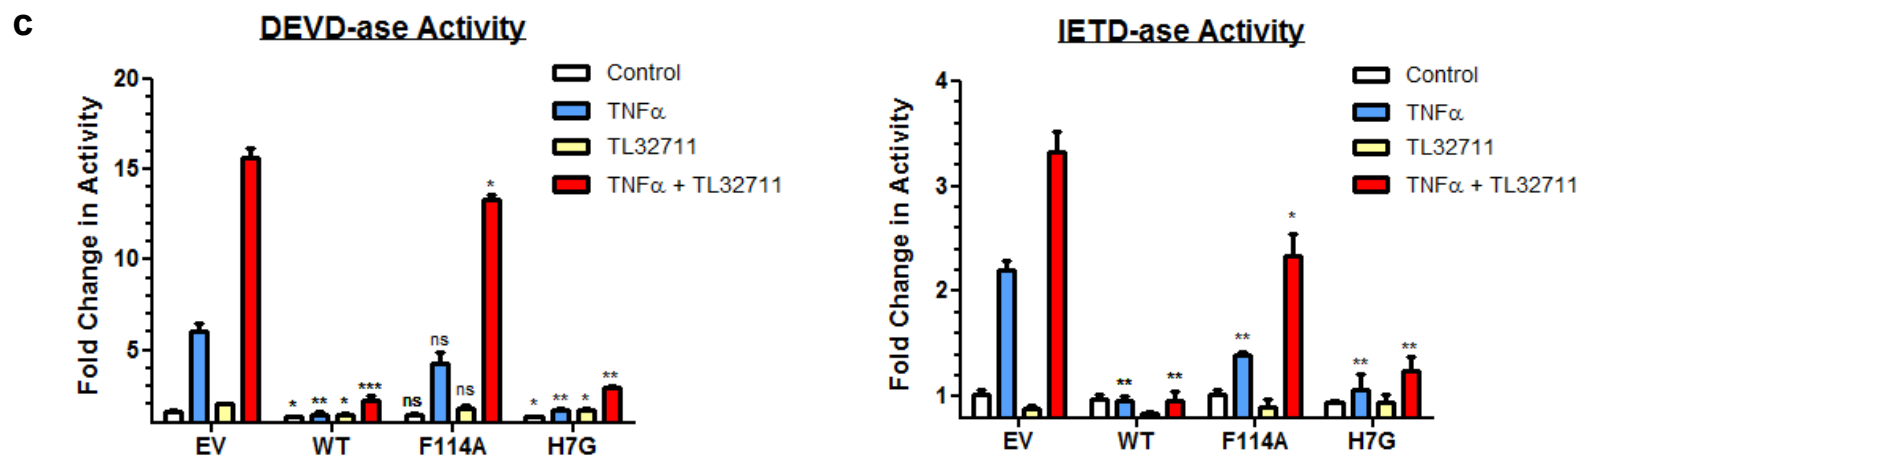 c
DEVD-ase Activity
Fold Change in Activity
20
15
10
5
Control
TNFα
TL32711
TNFα + TL32711
* ** * ***
ns ns ns *
* ** * **
EV WT F114A H7G
IETD-ase Activity
Fold Change in Activity
4
3
2
1
Control
TNFα
TL32711
TNFα + TL32711
** **
** *
** **
EV WT F114A H7G